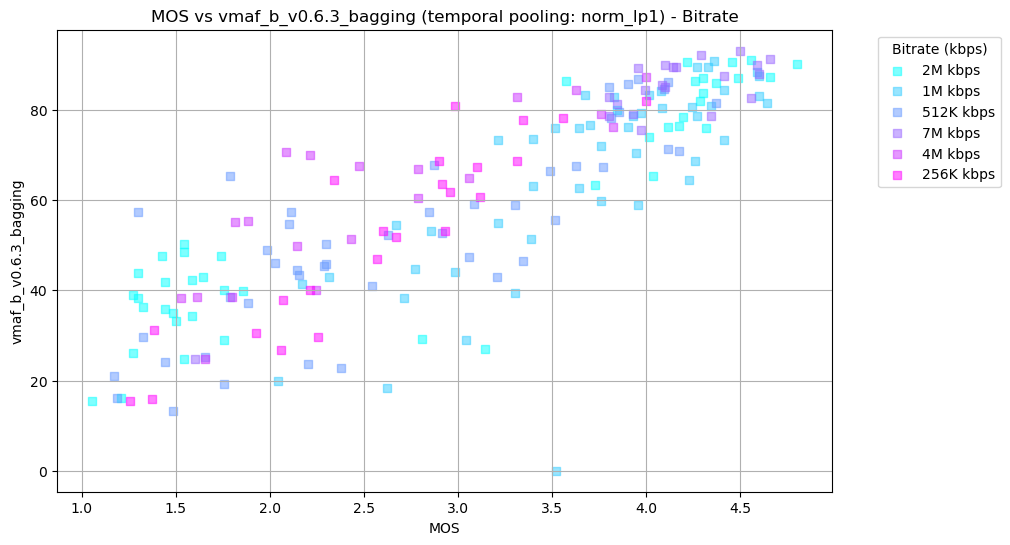 MOS vs vmaf_b_v0.6.3_bagging (temporal pooling: norm_lp1) - Bitrate
vmaf_b_v0.6.3_bagging
80
60
40
20
0
1.0 1.5 2.0 2.5 3.0 3.5 4.0 4.5
MOS
Bitrate (kbps)
2M kbps
1M kbps
512K kbps
7M kbps
4M kbps
256K kbps